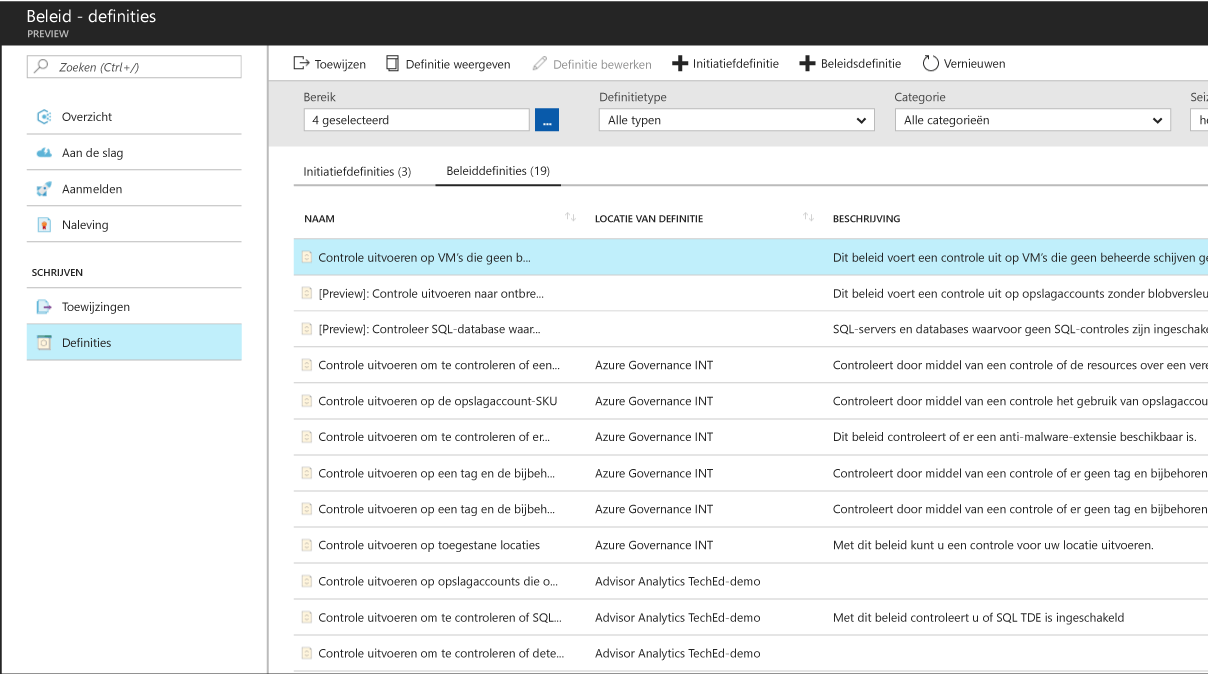 Beleid - definities
PREVIEW
Zoeken (Ctrl+/)
Overzicht
Aan de slag
Aanmelden
Naleving
SCHRIJVEN
Toewijzingen
Definities
Toewijzen Definitie weergeven Definitie bewerken Initiatiefdefinitie Beleidsdefinitie Vernieuwen
Bereik Definitietype Categorie Seiz
4 geselecteerd ... Alle typen Alle categorieën he
Initiatiefdefinities (3) Beleiddefinities (19)
NAAM LOCATIE VAN DEFINITIE BESCHRIJVING
Controle uitvoeren op VM's die geen b... Dit beleid voert een controle uit op VM's die geen beheerde schijven ge
[Preview]: Controle uitvoeren naar ontbre... Dit beleid voert een controle uit op opslagaccounts zonder blobversleu
[Preview]: Controleer SQL-database waar... SQL-servers en databases waarvoor geen SQL-controles zijn ingeschake
Controle uitvoeren om te controleren of een... Azure Governance INT Controleert door middel van een controle of de resources over een vere
Controle uitvoeren op de opslagaccount-SKU Azure Governance INT Controleert door middel van een controle het gebruik van opslagaccou
Controle uitvoeren om te controleren of er... Azure Governance INT Dit beleid controleert of er een anti-malware-extensie beschikbaar is.
Controle uitvoeren op een tag en de bijbeh... Azure Governance INT Controleert door middel van een controle of er geen tag en bijbehoren
Controle uitvoeren op een tag en de bijbeh... Azure Governance INT Controleert door middel van een controle of er geen tag en bijbehoren
Controle uitvoeren op toegestane locaties Azure Governance INT Met dit beleid kunt u een controle voor uw locatie uitvoeren.
Controle uitvoeren op opslagaccounts die o... Advisor Analytics TechEd-demo
Controle uitvoeren om te controleren of SQL... Advisor Analytics TechEd-demo Met dit beleid controleert u of SQL TDE is ingeschakeld
Controle uitvoeren om te controleren of dete... Advisor Analytics TechEd-demo